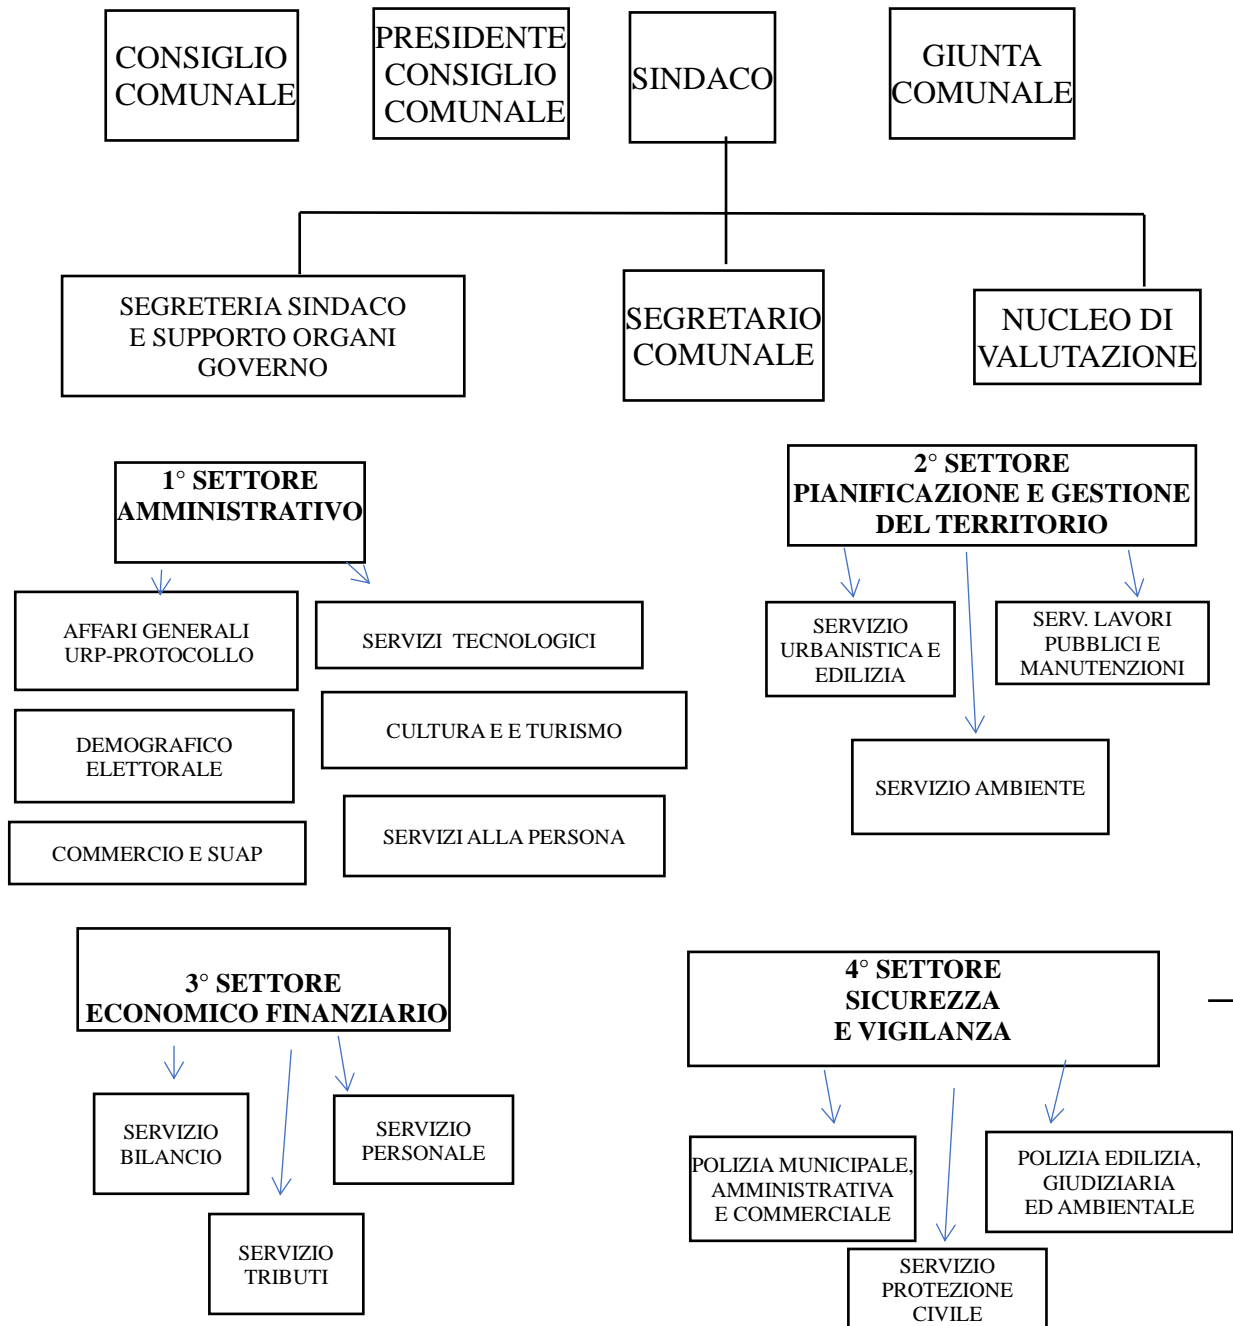 CONSIGLIO
COMUNALE
PRESIDENTE
CONSIGLIO
COMUNALE
SINDACO
GIUNTA
COMUNALE
SEGRETERIA SINDACO
E SUPPORTO ORGANI
GOVERNO
SEGRETARIO
COMUNALE
NUCLEO DI
VALUTAZIONE
1° SETTORE
AMMINISTRATIVO
2° SETTORE
PIANIFICAZIONE E GESTIONE
DEL TERRITORIO
AFFARI GENERALI
URP-PROTOCOLLO
SERVIZI TECNOLOGICI
DEMOGRAFICO
ELETTORALE
CULTURA E E TURISMO
COMMERCIO E SUAP
SERVIZI ALLA PERSONA
SERVIZIO
URBANISTICA E
EDILIZIA
SERV. LAVORI
PUBBLICI E
MANUTENZIONI
SERVIZIO AMBIENTE
3° SETTORE
ECONOMICO FINANZIARIO
4° SETTORE
SICUREZZA
E VIGILANZA
SERVIZIO
BILANCIO
SERVIZIO
PERSONALE
SERVIZIO
TRIBUTI
POLIZIA MUNICIPALE,
AMMINISTRATIVA
E COMMERCIALE
POLIZIA EDILIZIA,
GIUDIZIARIA
ED AMBIENTALE
SERVIZIO
PROTEZIONE
CIVILE